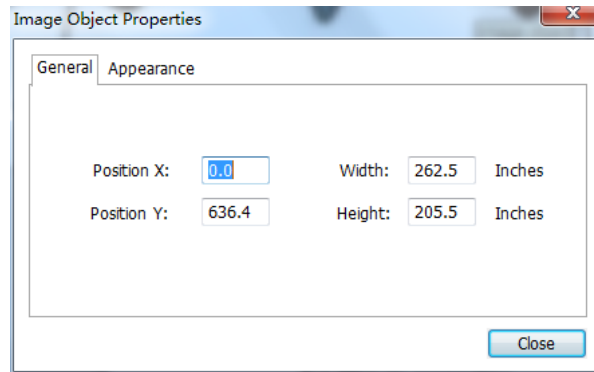 Image Object Properties
General Appearance
Position X: 0.0 Width: 262.5 Inches
Position Y: 636.4 Height: 205.5 Inches
Close